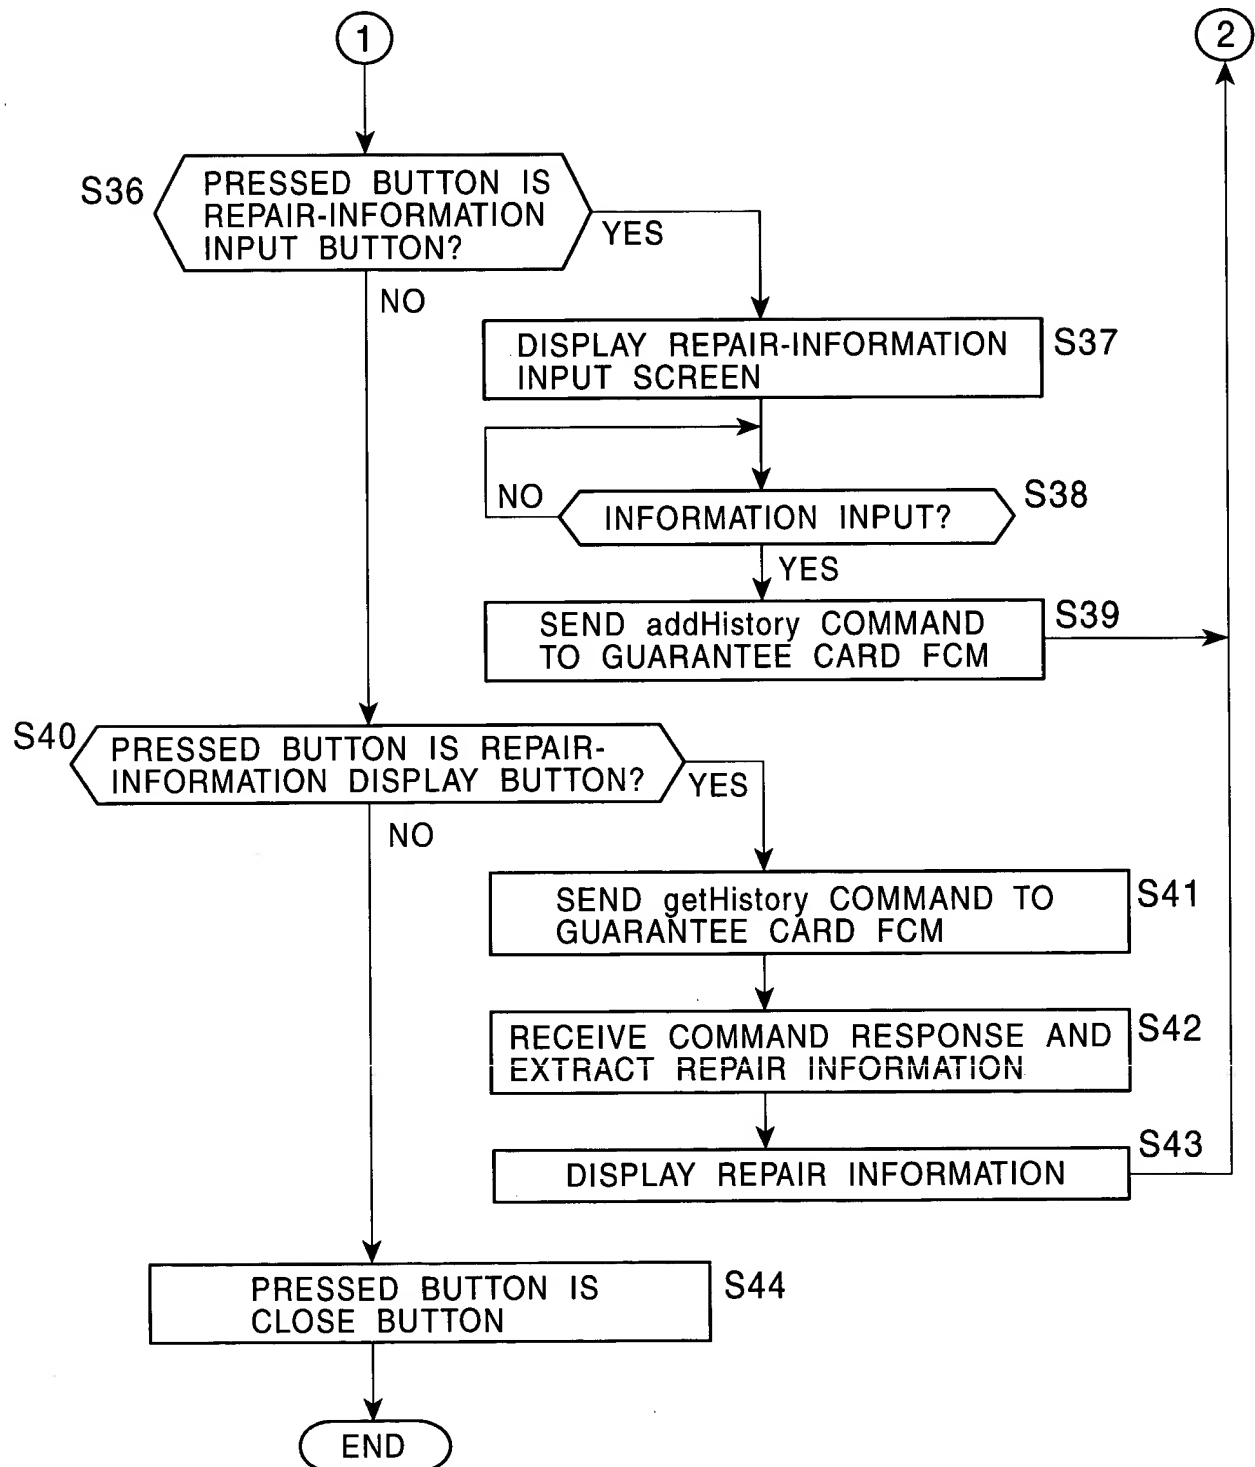 1
2
S36
PRESSED BUTTON IS
REPAIR-INFORMATION
INPUT BUTTON?
YES
NO
DISPLAY REPAIR-INFORMATION
INPUT SCREEN
S37
NO
INFORMATION INPUT?
S38
YES
SEND addHistory COMMAND
TO GUARANTEE CARD FCM
S39
S40
PRESSED BUTTON IS REPAIR-
INFORMATION DISPLAY BUTTON?
YES
NO
SEND getHistory COMMAND TO
GUARANTEE CARD FCM
S41
RECEIVE COMMAND RESPONSE AND
EXTRACT REPAIR INFORMATION
S42
DISPLAY REPAIR INFORMATION
S43
PRESSED BUTTON IS
CLOSE BUTTON
S44
END